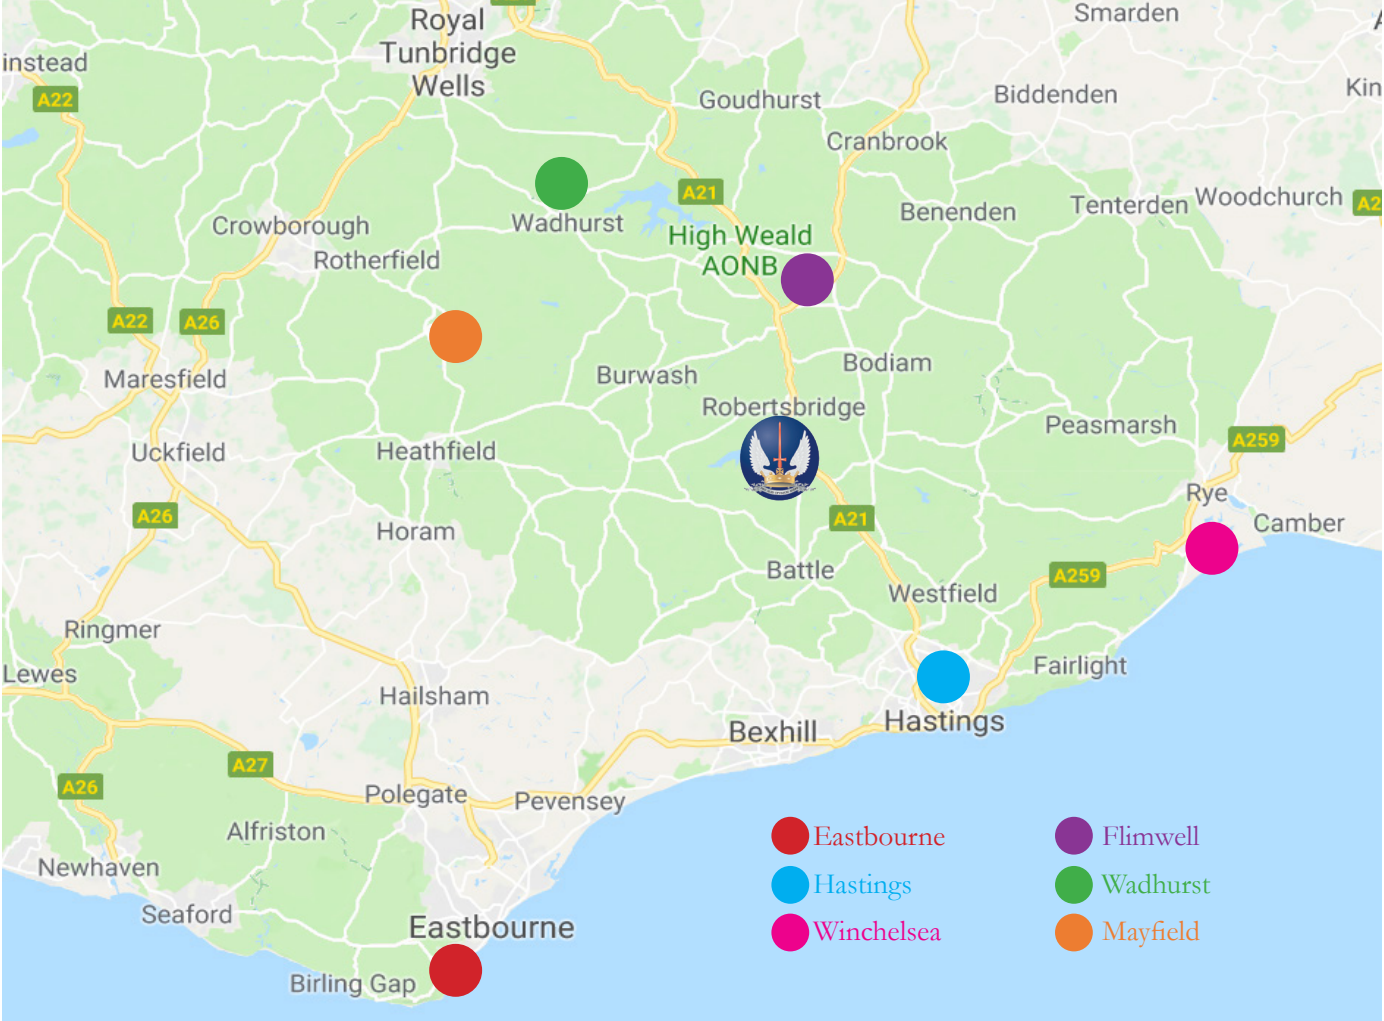 Smarden
Royal
Tunbridge
Wells
instead
A22
Goudhurst
Biddenden
Kin
Cranbrook
A21
Woodchurch
A2
Tenterden
Benenden
Crowborough
Wadhurst
High Weald
AONB
Rotherfield
A22
A26
Bodiam
Burwash
Maresfield
Robertsbridge
Peasmarsh
A259
Uckfield
Heathfield
Rye
A26
A21
Camber
Horam
Battle
A259
Westfield
Ringmer
Fairlight
Lewes
Hailsham
Hastings
Bexhill
A27
A26
Polegate
Pevensey
Alfriston
Eastbourne
Flimwell
Newhaven
Hastings
Wadhurst
Seaford
Eastbourne
Winchelsea
Mayfield
Birling Gap